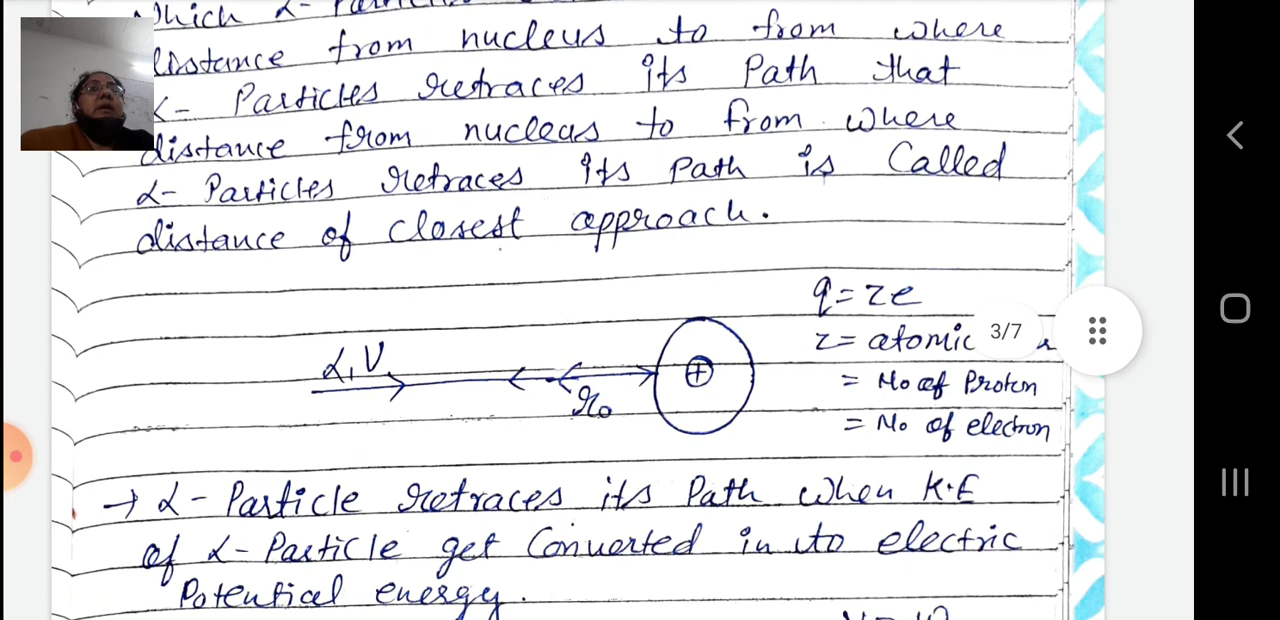 which α- Particles
distance from nucleus to from where
α- Particles retraces its Path that
distance from nucleus to from where
α- Particles retraces its path is Called
distance of closest approach.
q = ze
z = atomic
3/7
= No of Proton
= No of electron
α, V
r₀
+
→ α- Particle retraces its Path when K.E
of α- Particle get Converted in to electric
Potential energy.